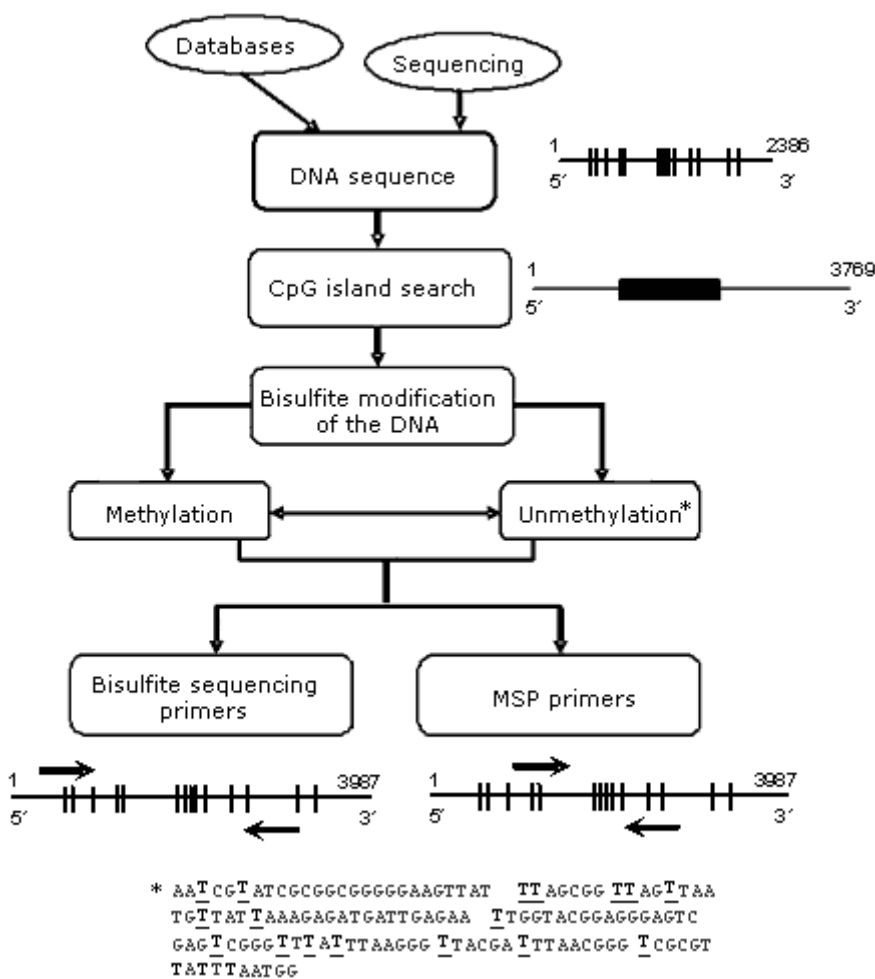 Databases
Sequencing
DNA sequence
1 2386
5′ 3′
CpG island search
1 3769
5′ 3′
Bisulfite modification
of the DNA
Methylation
Unmethylation*
Bisulfite sequencing
primers
MSP primers
1 3987
5′ 3′
1 3987
5′ 3′
* AATCGTATCGCGGCGGGGGAAGTTAT TTAGCGG TTAGTTAA
TGTTATTAAAGAGATGATTGAGAA TTGGTACGGAGGGAGTC
GAGTCGGGTTTATTTAAGGG TTACGATTTAACGGG TCGCGT
TATTTAATGG